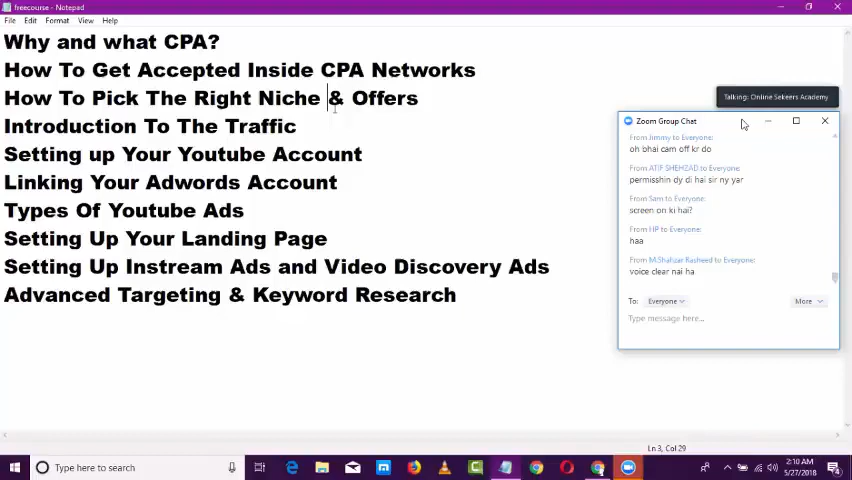 freecourse - Notepad
File Edit Format View Help
Why and what CPA?
How To Get Accepted Inside CPA Networks
How To Pick The Right Niche & Offers
Introduction To The Traffic
Setting up Your Youtube Account
Linking Your Adwords Account
Types Of Youtube Ads
Setting Up Your Landing Page
Setting Up Instream Ads and Video Discovery Ads
Advanced Targeting & Keyword Research
Talking: Online Sekeers Academy
Zoom Group Chat
From Jimmy to Everyone:
oh bhai cam off kr do
From ATIF SHEHZAD to Everyone:
permisshin dy di hai sir ny yar
From Sam to Everyone:
screen on ki hai?
From HP to Everyone:
haa
From M.Shahzar Rasheed to Everyone:
voice clear nai ha
To: Everyone More
Type message here...
Ln 3, Col 29
Type here to search
2:10 AM
5/27/2018